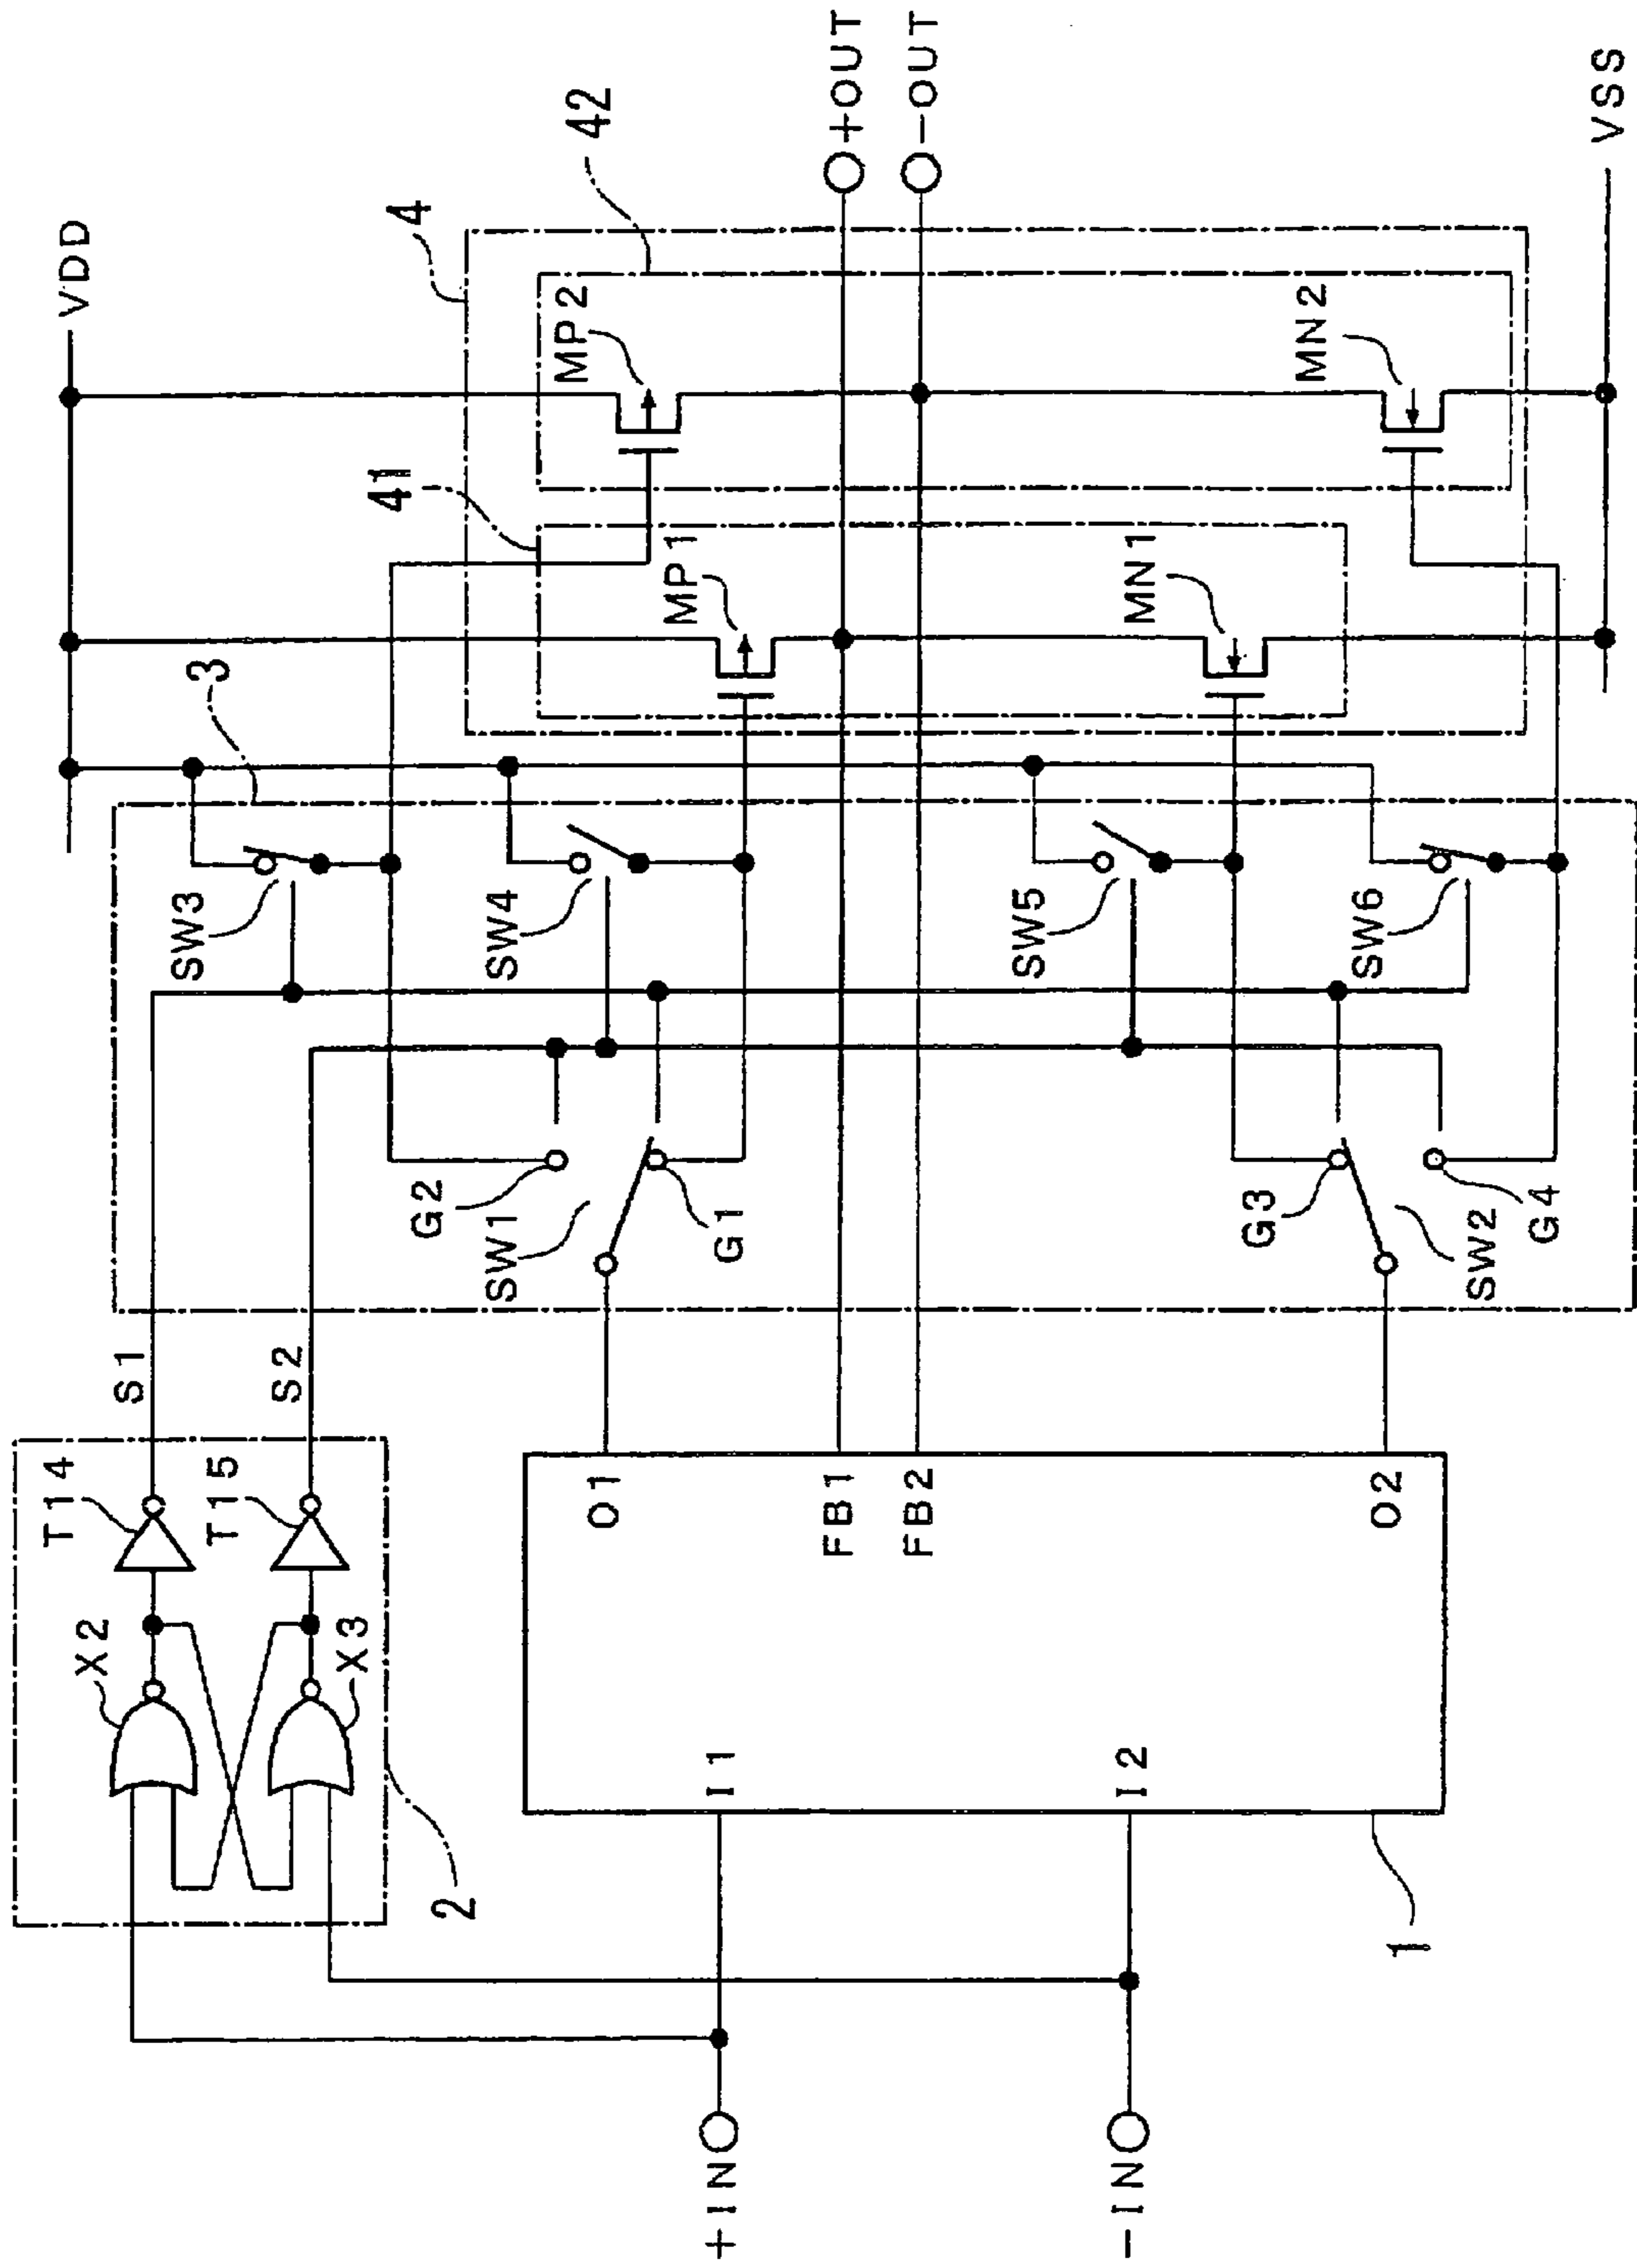 VDD
4
42
41
MP2
MP1
+OUT
-OUT
MN1
MN2
VSS
3
SW3
SW4
SW5
SW6
G2
SW1
G1
G3
SW2
G4
S1
S2
T14
T15
X2
X3
2
O1
FB1
FB2
O2
I1
I2
1
+IN
-IN